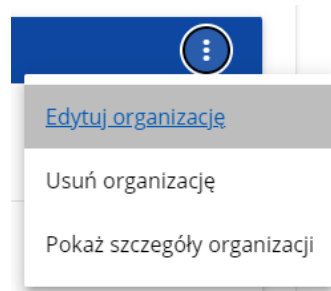 Edytuj organizację
Usuń organizację
Pokaż szczegóły organizacji